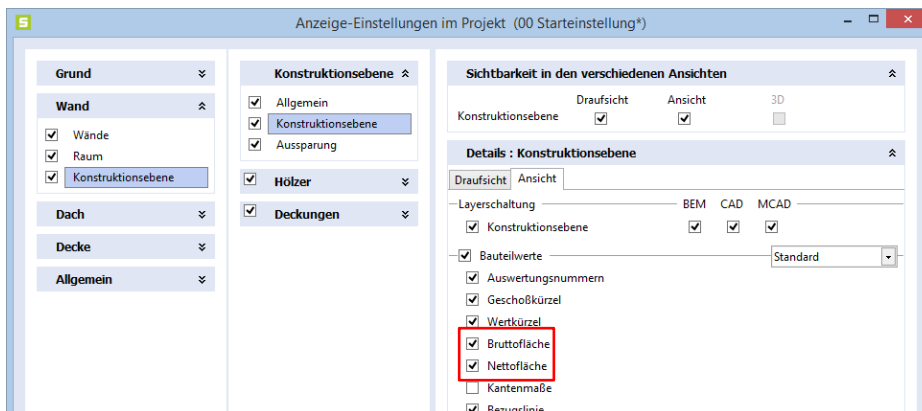 S
Anzeige-Einstellungen im Projekt (00 Starteinstellung*)
Grund
Wand
Wände
Raum
Konstruktionsebene
Dach
Decke
Allgemein
Konstruktionsebene
Allgemein
Konstruktionsebene
Aussparung
Hölzer
Deckungen
Sichtbarkeit in den verschiedenen Ansichten
Draufsicht Ansicht 3D
Konstruktionsebene
Details : Konstruktionsebene
Draufsicht Ansicht
Layerschaltung BEM CAD MCAD
Konstruktionsebene
Bauteilwerte Standard
Auswertungsnummern
Geschoßkürzel
Wertkürzel
Bruttofläche
Nettofläche
Kantenmaße
Bezugslinie